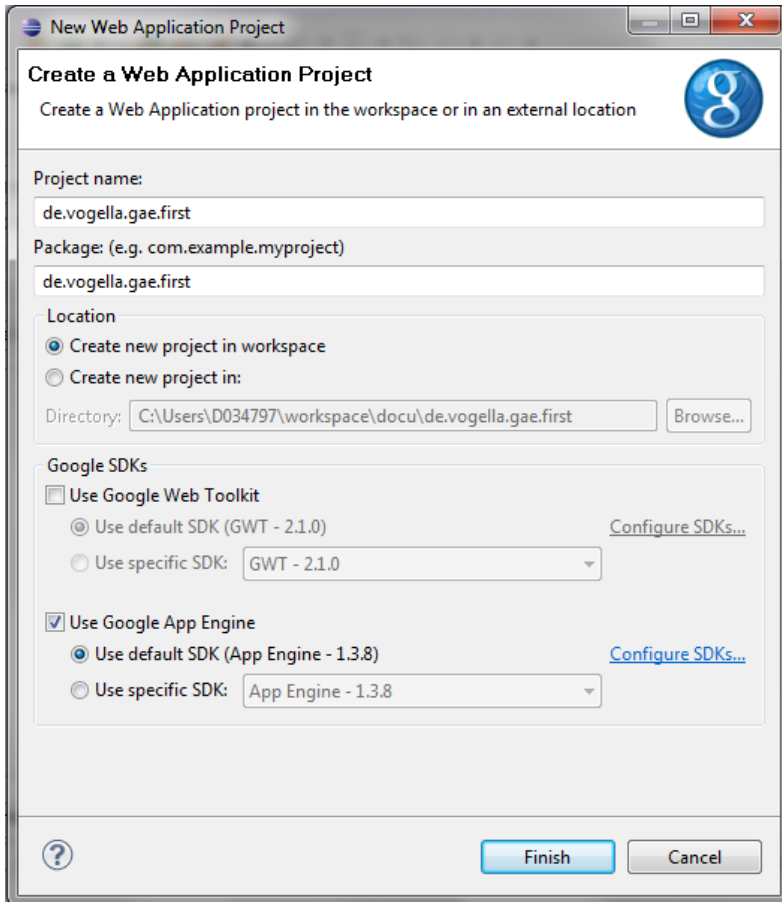 New Web Application Project
Create a Web Application Project
Create a Web Application project in the workspace or in an external location
Project name:
de.vogella.gae.first
Package: (e.g. com.example.myproject)
de.vogella.gae.first
Location
Create new project in workspace
Create new project in:
Directory: C:\Users\D034797\workspace\docu\de.vogella.gae.first Browse...
Google SDKs
Use Google Web Toolkit
Use default SDK (GWT - 2.1.0) Configure SDKs...
Use specific SDK: GWT - 2.1.0
Use Google App Engine
Use default SDK (App Engine - 1.3.8) Configure SDKs...
Use specific SDK: App Engine - 1.3.8
Finish Cancel